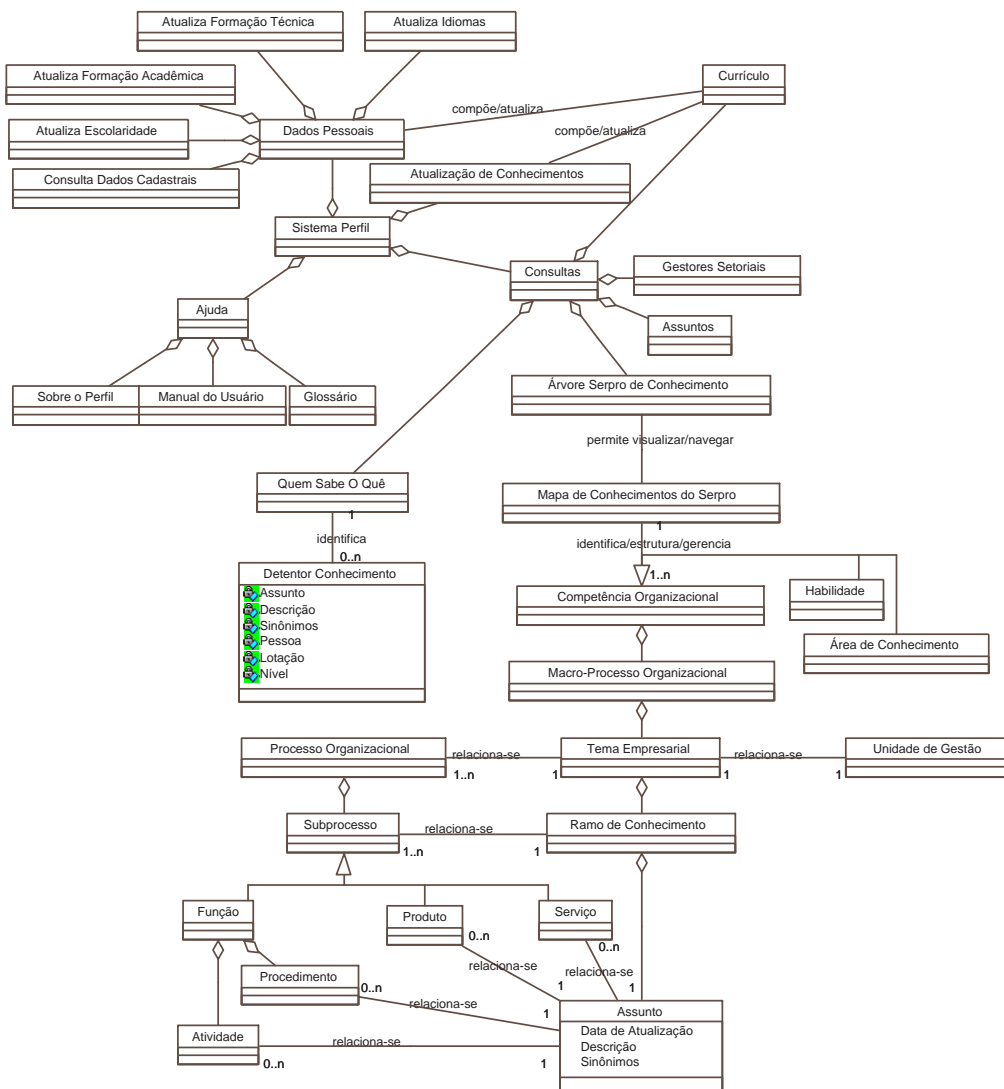 Atualiza Formação Técnica
Atualiza Idiomas
Atualiza Formação Acadêmica
Currículo
compõe/atualiza
Atualiza Escolaridade
Dados Pessoais
compõe/atualiza
Consulta Dados Cadastrais
Atualização de Conhecimentos
Sistema Perfil
Consultas
Gestores Setoriais
Ajuda
Assuntos
Sobre o Perfil
Manual do Usuário
Glossário
Árvore Serpro de Conhecimento
permite visualizar/navegar
Quem Sabe O Quê
Mapa de Conhecimentos do Serpro
1
1
identifica
identifica/estrutura/gerencia
0..n
1..n
Detentor Conhecimento
Assunto
Descrição
Sinônimos
Pessoa
Lotação
Nível
Competência Organizacional
Habilidade
Área de Conhecimento
Macro-Processo Organizacional
Processo Organizacional
relaciona-se
Tema Empresarial
relaciona-se
Unidade de Gestão
1..n
1
1
1
Subprocesso
relaciona-se
Ramo de Conhecimento
1..n
1
Função
Produto
Serviço
0..n
0..n
relaciona-se
relaciona-se
Procedimento
0..n
1
1
relaciona-se
1
Assunto
Data de Atualização
Descrição
Sinônimos
Atividade
relaciona-se
0..n
1